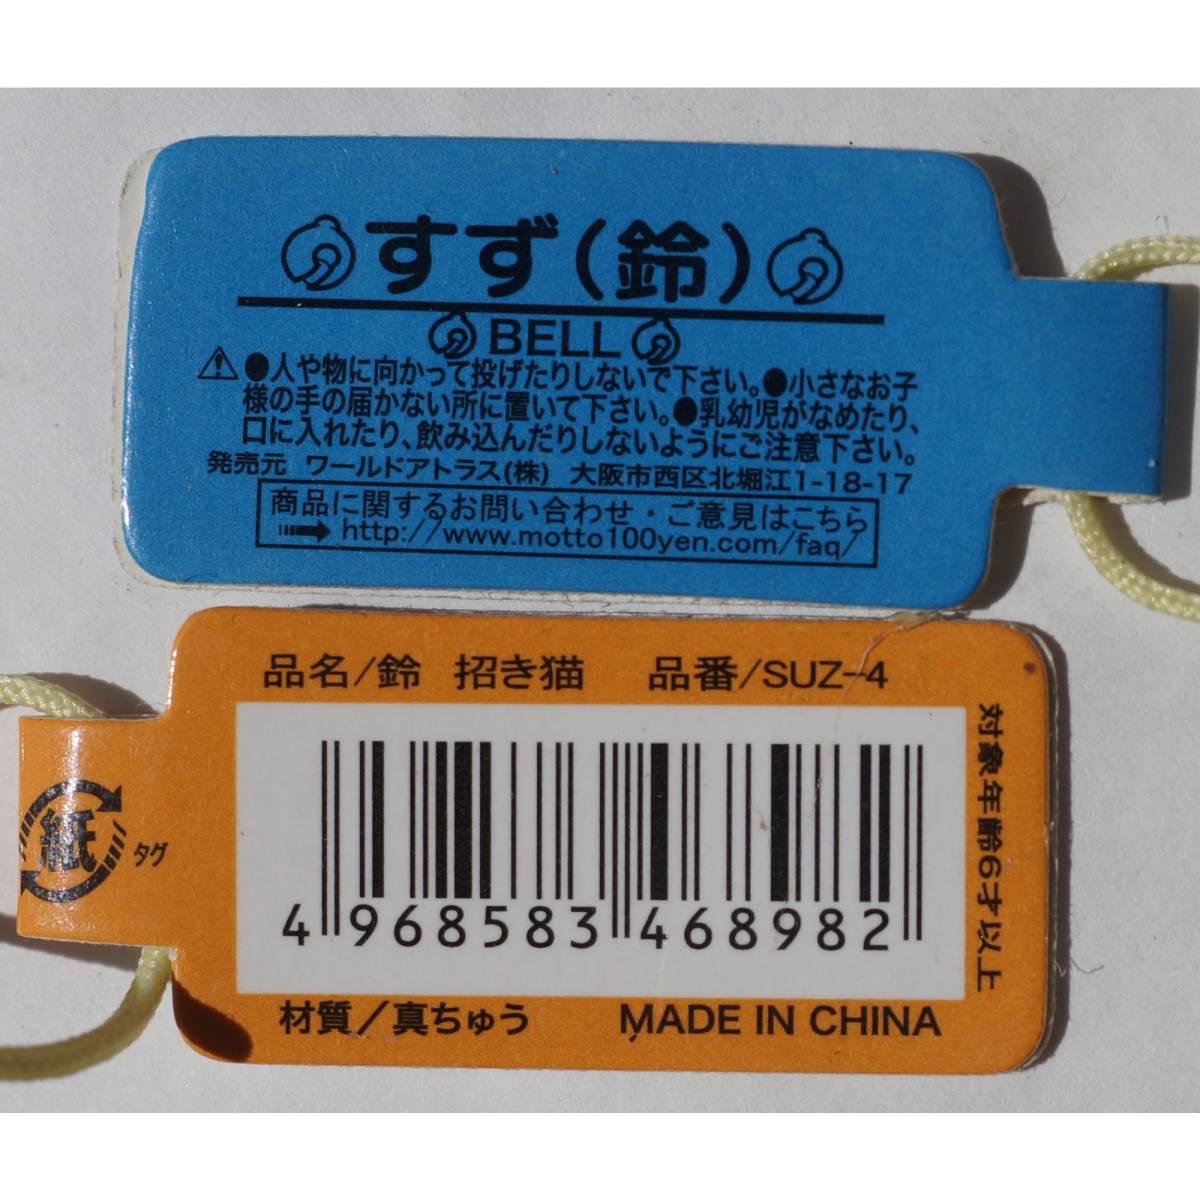 すず(鈴)
BELL
●人や物に向かって投げたりしないで下さい。●小さなお子
様の手の届かない所に置いて下さい。●乳幼児がなめたり、
口に入れたり、飲み込んだりしないようにご注意下さい。
発売元 ワールドアトラス(株) 大阪市西区北堀江1-18-17
商品に関するお問い合わせ・ご意見はこちら
http://www.motto100yen.com/faq/
品名/鈴 招き猫 品番/SUZ-4
対象年齢6才以上
紙
タグ
4 968583 468982
材質/真ちゅう MADE IN CHINA